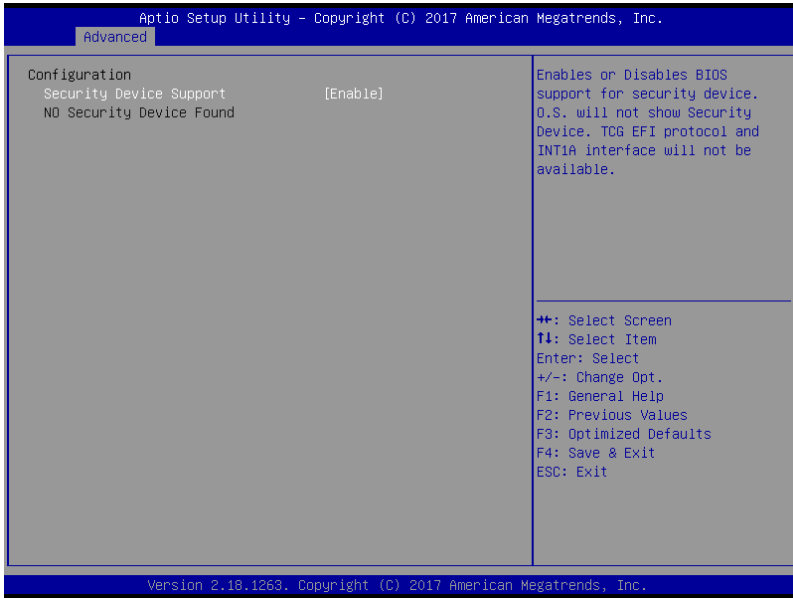 Aptio Setup Utility – Copyright (C) 2017 American Megatrends, Inc.
Advanced
Configuration
Security Device Support [Enable]
NO Security Device Found
Enables or Disables BIOS
support for security device.
O.S. will not show Security
Device. TCG EFI protocol and
INT1A interface will not be
available.
→←: Select Screen
↑↓: Select Item
Enter: Select
+/-: Change Opt.
F1: General Help
F2: Previous Values
F3: Optimized Defaults
F4: Save & Exit
ESC: Exit
Version 2.18.1263. Copyright (C) 2017 American Megatrends, Inc.